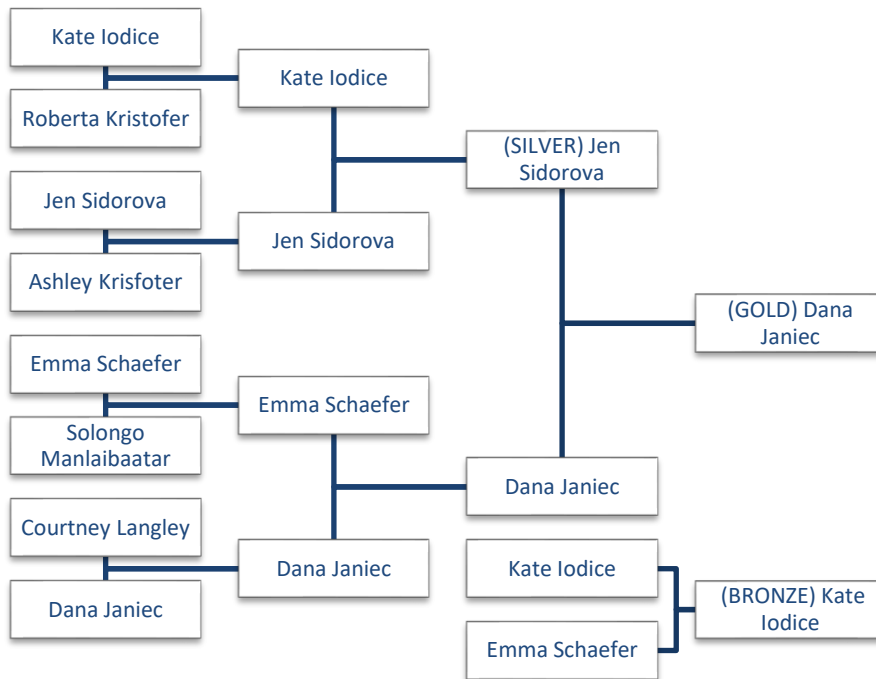 Kate Iodice
Roberta Kristofer
Jen Sidorova
Ashley Krisfoter
Emma Schaefer
Solongo
Manlaibaatar
Courtney Langley
Dana Janiec
Kate Iodice
Jen Sidorova
Emma Schaefer
Dana Janiec
(SILVER) Jen
Sidorova
Dana Janiec
Kate Iodice
Emma Schaefer
(GOLD) Dana
Janiec
(BRONZE) Kate
Iodice